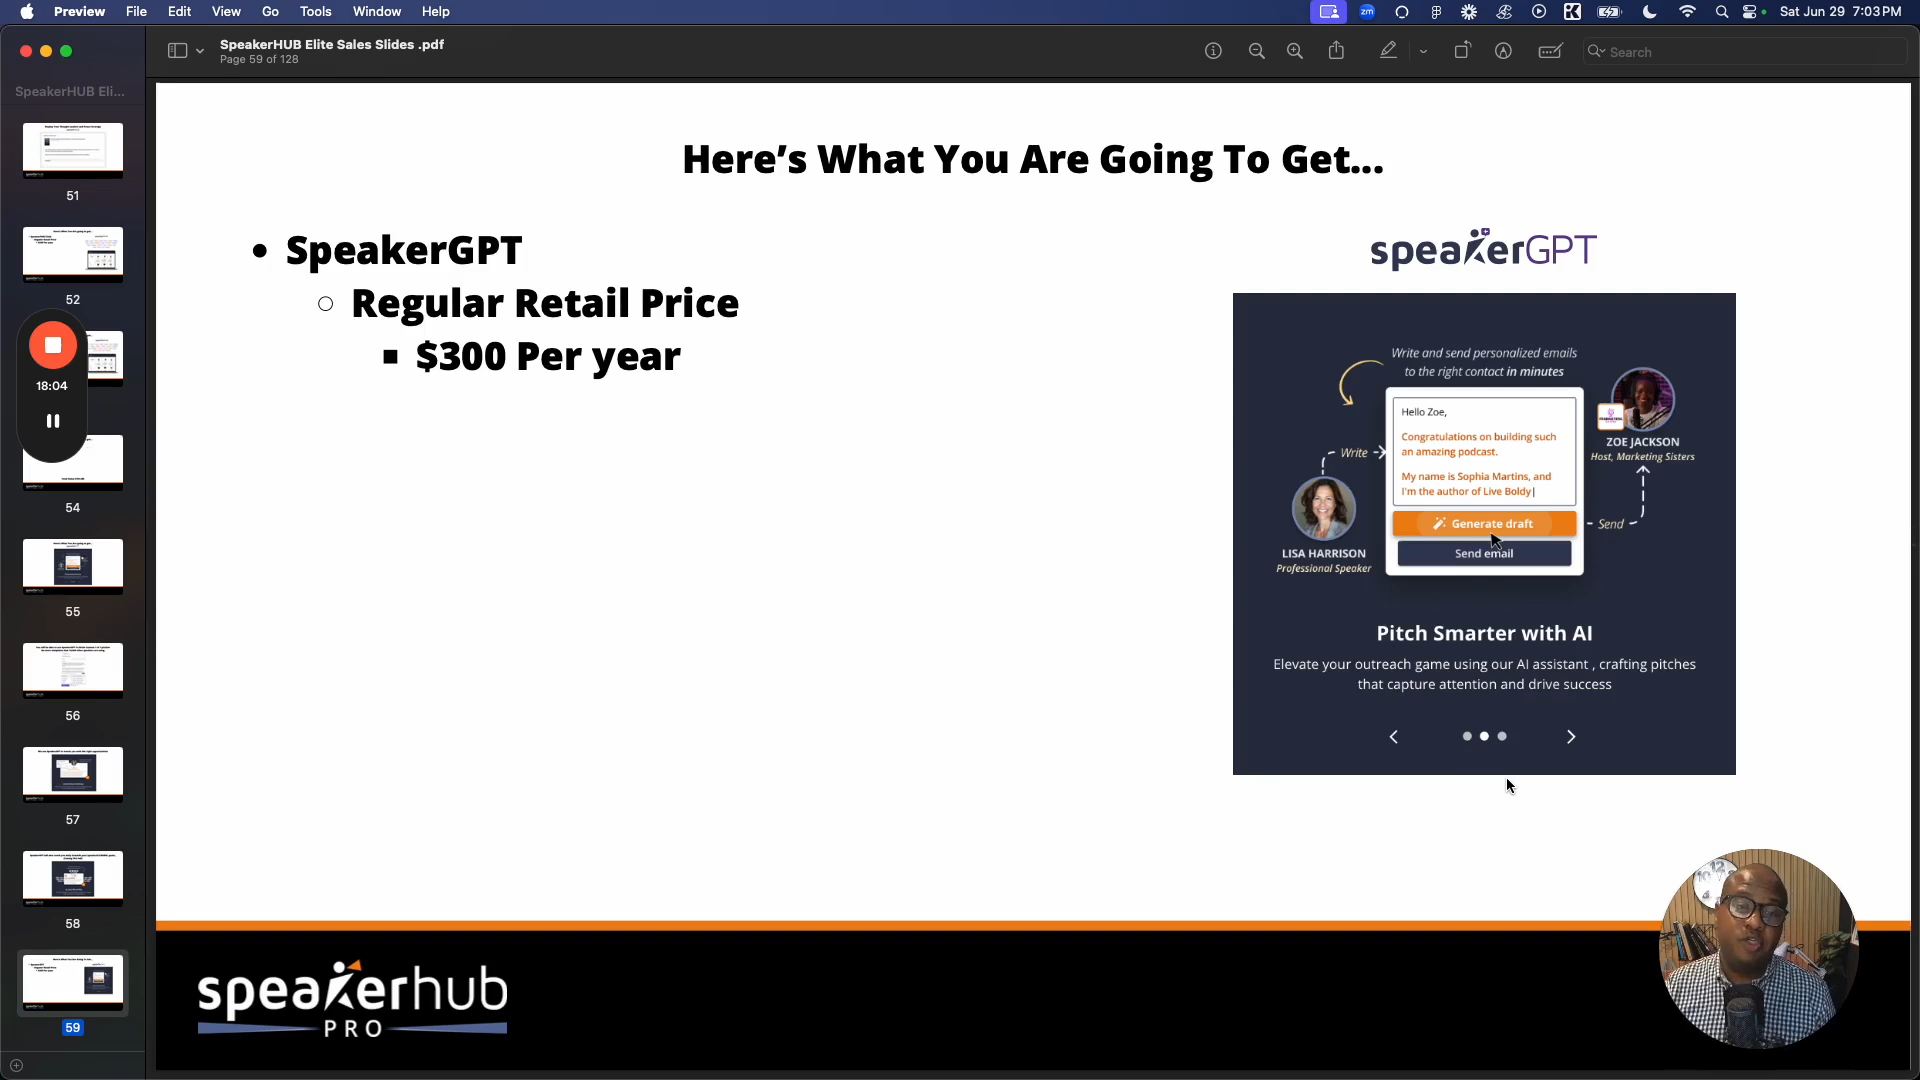 Preview File Edit View Go Tools Window Help
zm
Sat Jun 29 7:03 PM
SpeakerHUB Elite Sales Slides .pdf
Page 59 of 128
Search
SpeakerHUB Eli...
51
52
54
55
56
57
58
59
18:04
Here's What You Are Going To Get...
• SpeakerGPT
○ Regular Retail Price
■ $300 Per year
speakerGPT
Write and send personalized emails
to the right contact in minutes
Hello Zoe,
Congratulations on building such
an amazing podcast.
My name is Sophia Martins, and
I'm the author of Live Boldy|
Write
Generate draft
Send email
Send
LISA HARRISON
Professional Speaker
ZOE JACKSON
Host, Marketing Sisters
Pitch Smarter with AI
Elevate your outreach game using our AI assistant , crafting pitches
that capture attention and drive success
speakerhub
PRO